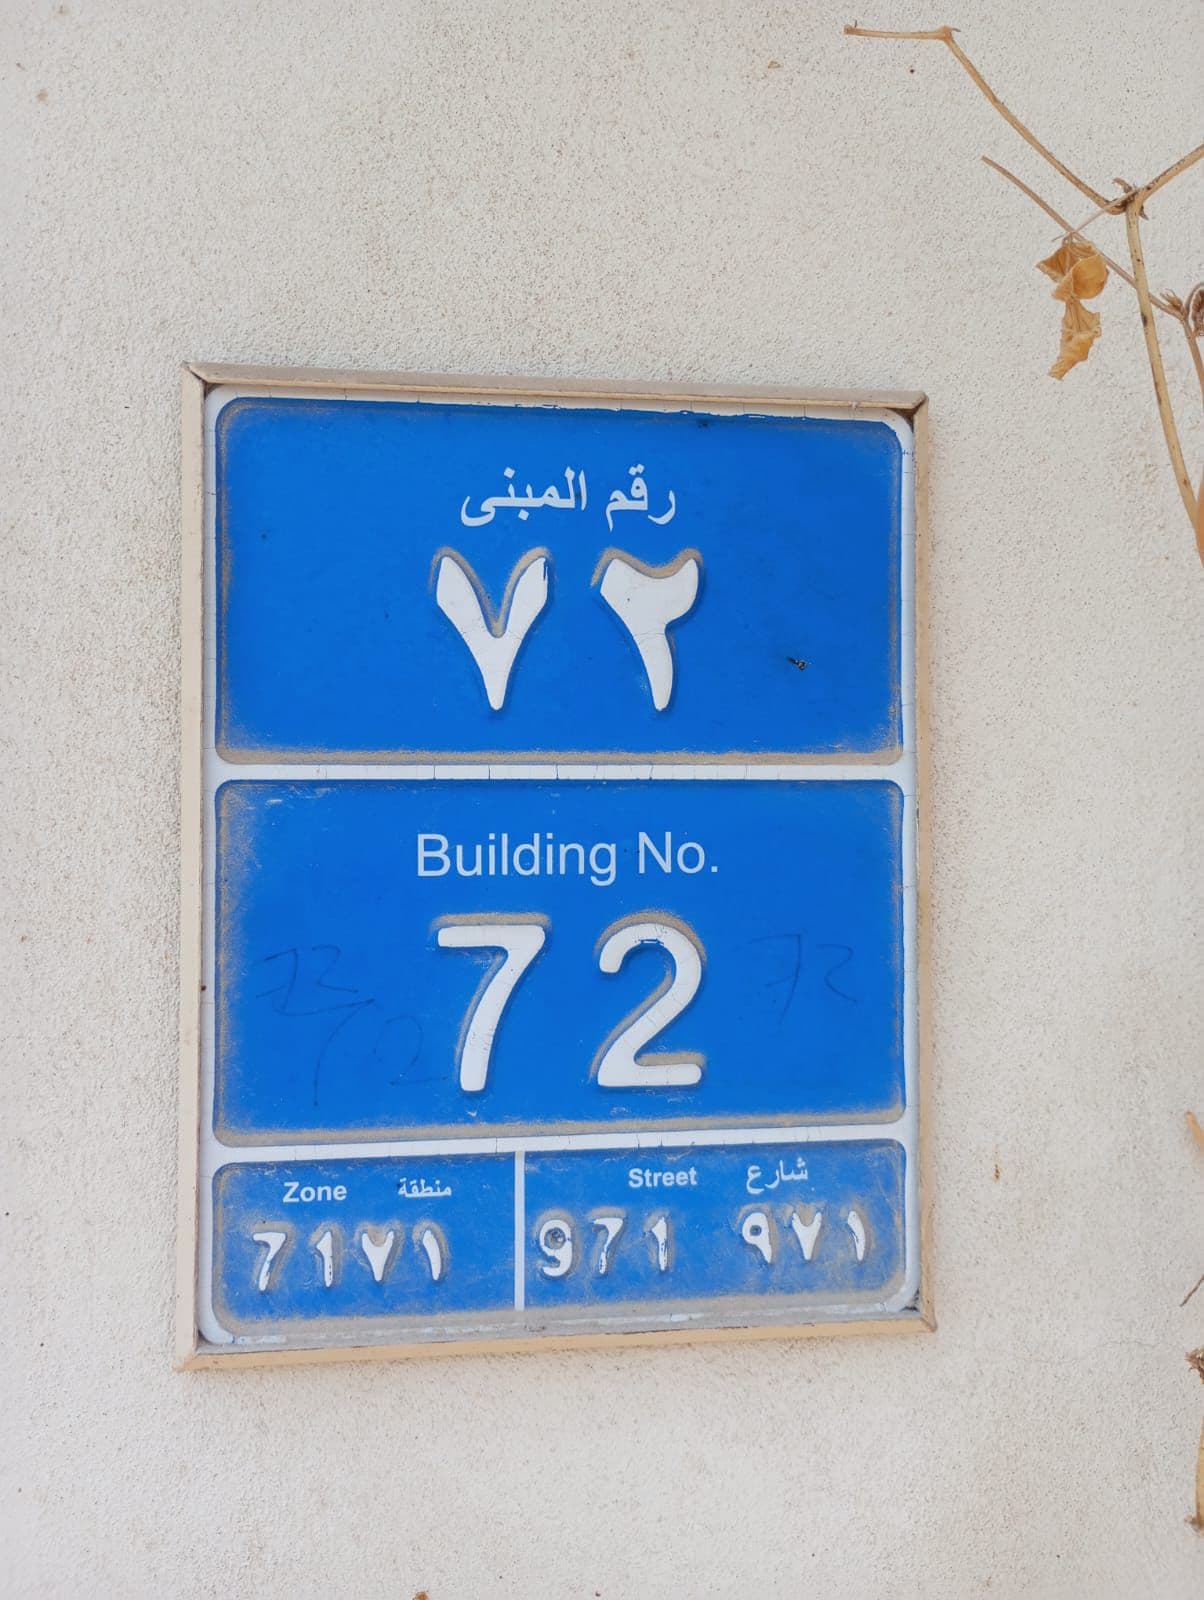 رقم المبنى
٧٢
Building No.
72
Zone منطقة
71 ٧١
Street شارع
971 ٩٧١